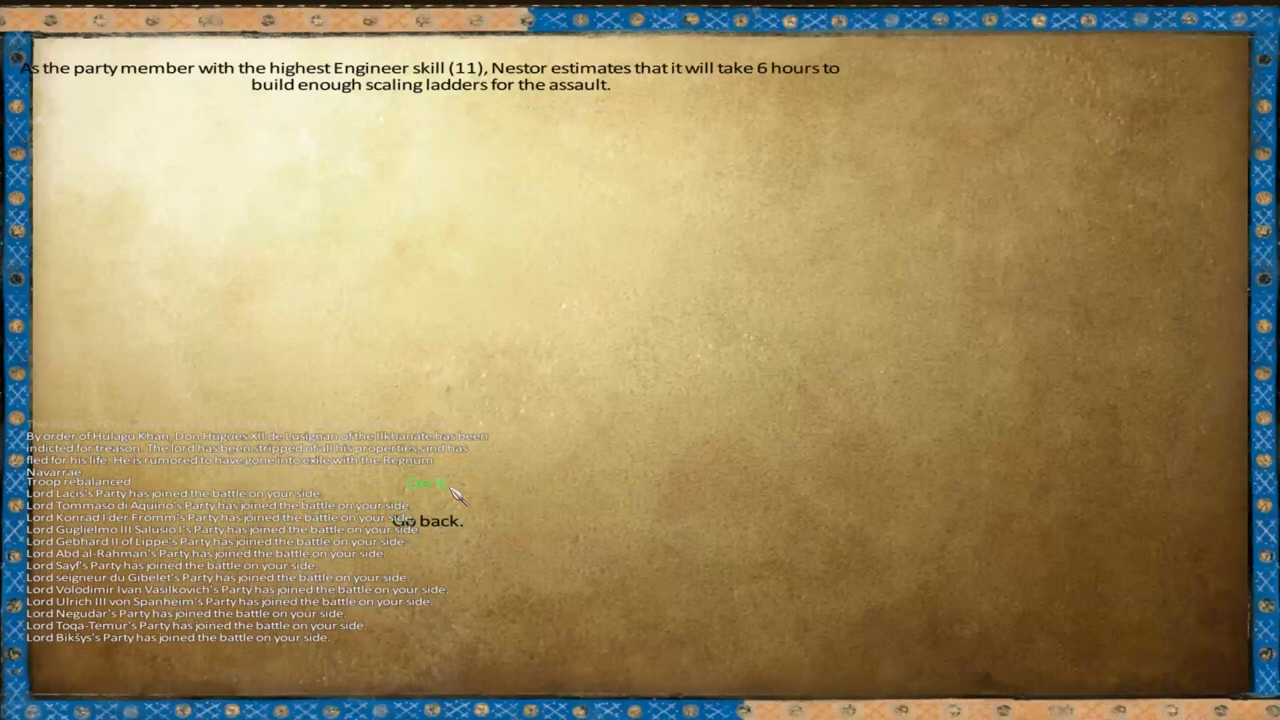 As the party member with the highest Engineer skill (11), Nestor estimates that it will take 6 hours to
build enough scaling ladders for the assault.
By order of Hulagu Khan, Don Hugues XII de Lusignan of the Ilkhanate has been
indicted for treason. The lord has been stripped of all his properties, and has
fled for his life. He is rumored to have gone into exile with the Regnum
Navarrae
Troop rebalanced
Do it.
Lord Lacis's Party has joined the battle on your side.
Lord Tommaso di Aquino's Party has joined the battle on your side.
Lord Konrad I der Fromm's Party has joined the battle on your side.
Go back.
Lord Guglielmo III Salusio I's Party has joined the battle on your side.
Lord Gebhard II of Lippe's Party has joined the battle on your side.
Lord Abd al-Rahman's Party has joined the battle on your side.
Lord Sayf's Party has joined the battle on your side.
Lord seigneur du Gibelet's Party has joined the battle on your side.
Lord Volodimir Ivan Vasilkovich's Party has joined the battle on your side.
Lord Ulrich III von Spanheim's Party has joined the battle on your side.
Lord Negudar's Party has joined the battle on your side.
Lord Toqa-Temur's Party has joined the battle on your side.
Lord Bikšys's Party has joined the battle on your side.